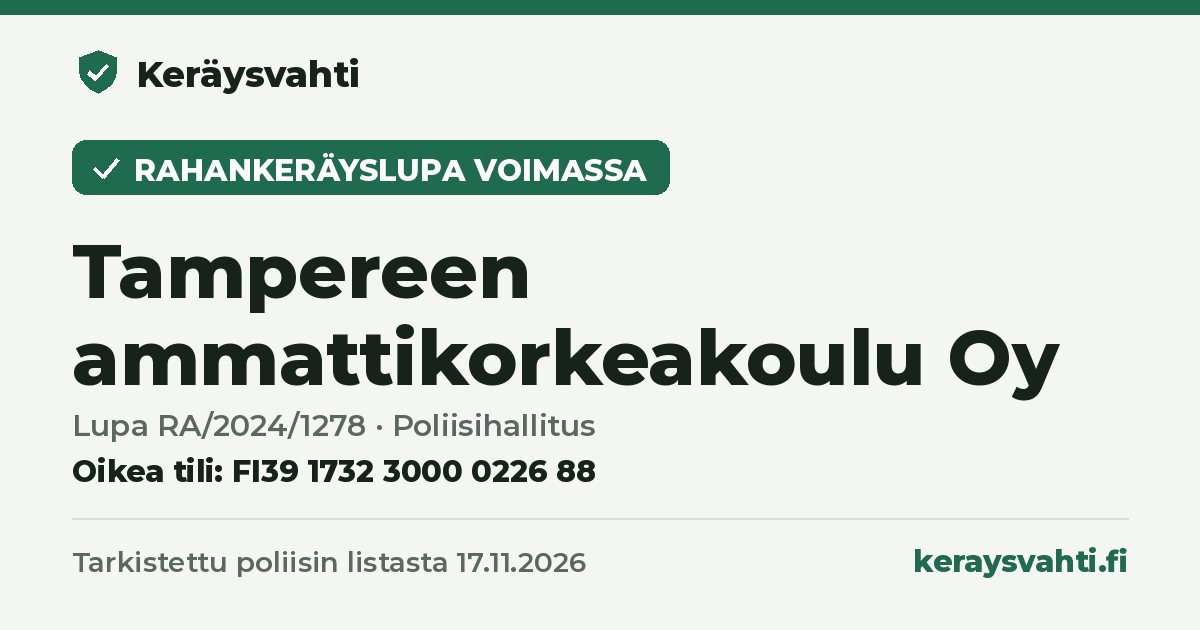 Keräysvahti
RAHANKERÄYSLUPA VOIMASSA
Tampereen
ammattikorkeakoulu Oy
Lupa RA/2024/1278 · Poliisihallitus
Oikea tili: FI39 1732 3000 0226 88
Tarkistettu poliisin listasta 17.11.2026
keraysvahti.fi